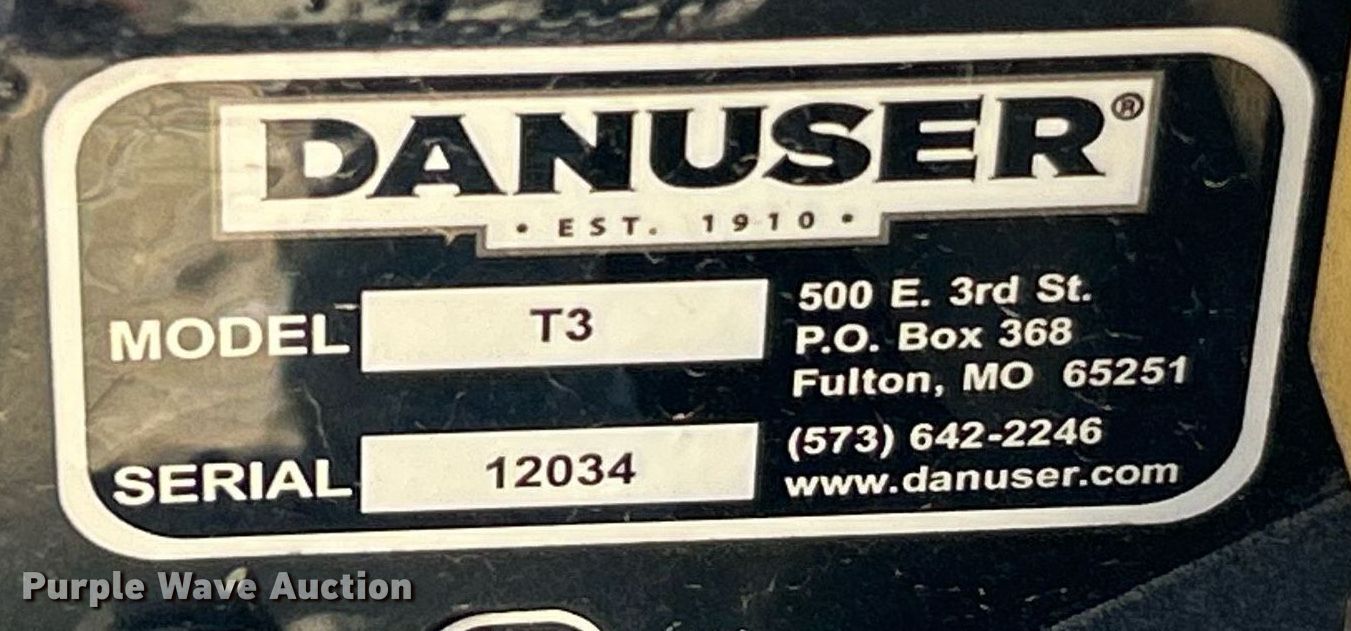 DANUSER®
• EST. 1910 •
MODEL T3
500 E. 3rd St.
P.O. Box 368
Fulton, MO 65251
SERIAL 12034
(573) 642-2246
www.danuser.com
Purple Wave Auction